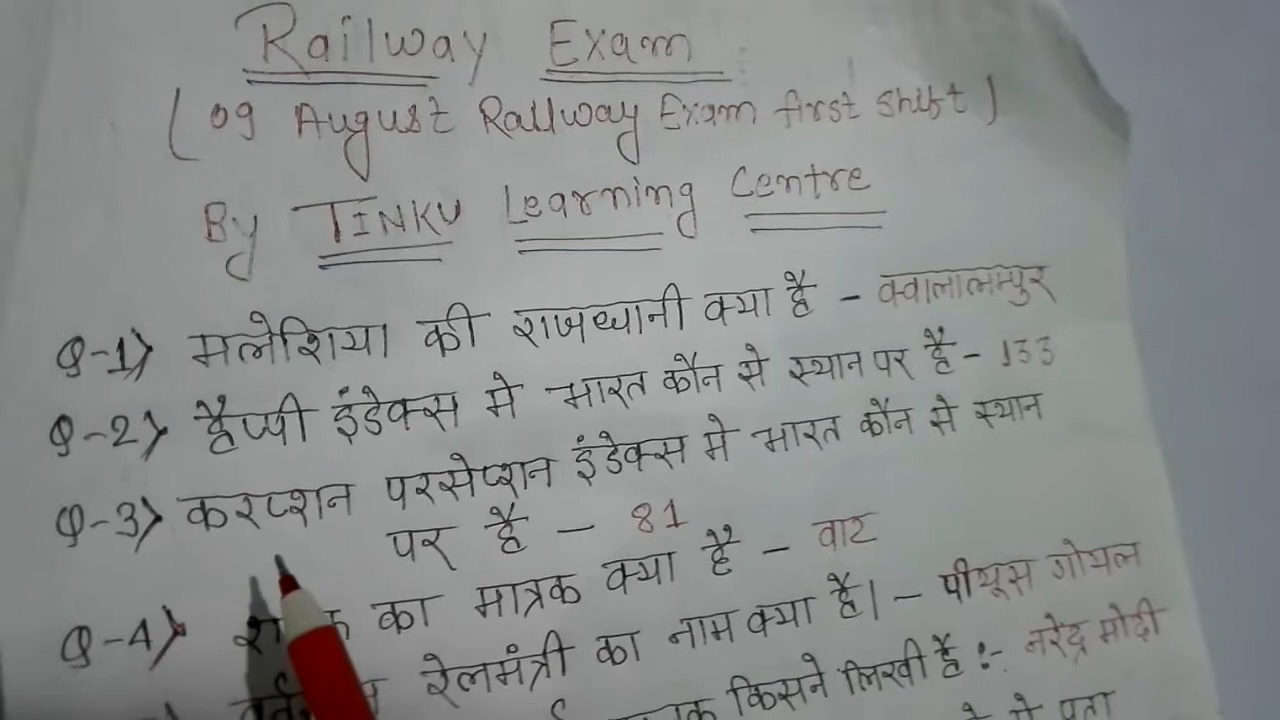 Railway Exam
(09 August Railway Exam first shift)
By TINKU Learning Centre
Q-1) मलेशिया की राजधानी क्या है - क्वालालम्पुर
Q-2) हैप्पी इंडेक्स मे भारत कौन से स्थान पर है - 133
Q-3) करप्शन परसेप्शन इंडेक्स मे भारत कौन से स्थान
पर है - 81
Q-4) का मात्रक क्या है - वाट
रेलमंत्री का नाम क्या है। - पीयूस गोयल
किसने लिखी है :- नरेंद्र मोदी